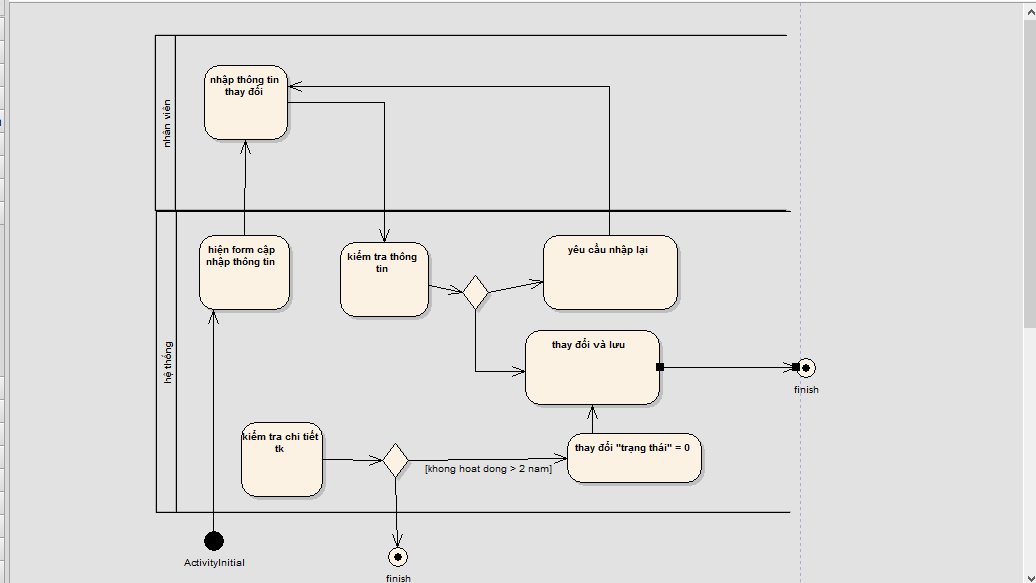 nhân viên
nhập thông tin
thay đổi
hệ thống
hiện form cập
nhập thông tin
kiểm tra thông
tin
yêu cầu nhập lại
thay đổi và lưu
finish
kiểm tra chi tiết
tk
[khong hoat dong > 2 nam]
thay đổi "trạng thái" = 0
ActivityInitial
finish